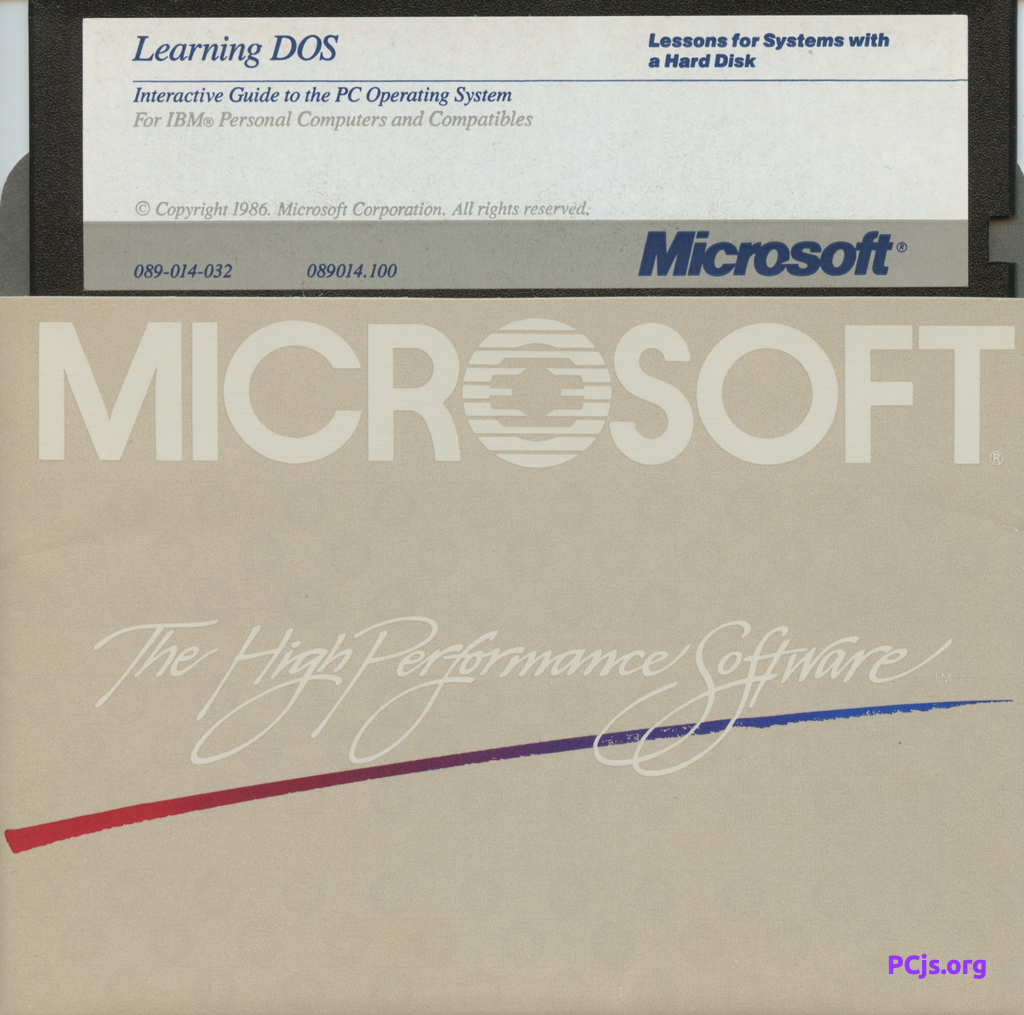 Learning DOS
Lessons for Systems with
a Hard Disk
Interactive Guide to the PC Operating System
For IBM® Personal Computers and Compatibles
© Copyright 1986. Microsoft Corporation. All rights reserved.
089-014-032 089014.100 Microsoft®
MICROSOFT®
The High Performance Software™
PCjs.org